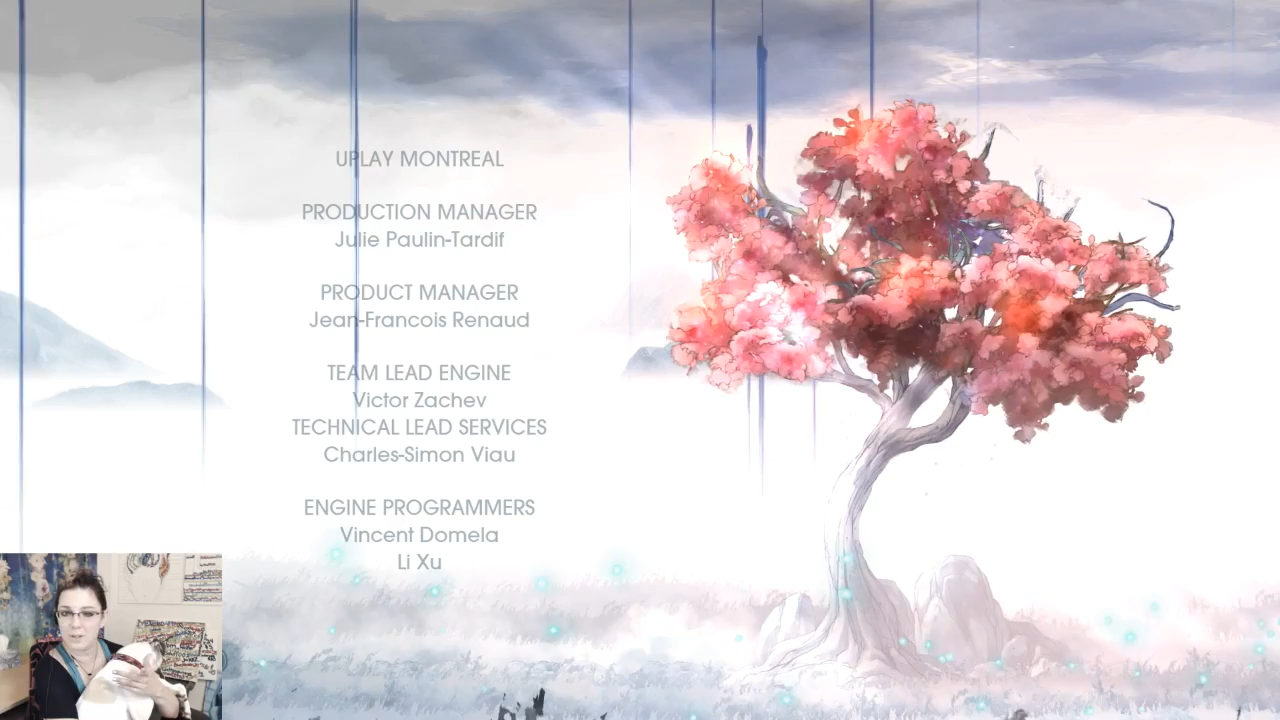 UPLAY MONTREAL
PRODUCTION MANAGER
Julie Paulin-Tardif
PRODUCT MANAGER
Jean-Francois Renaud
TEAM LEAD ENGINE
Victor Zachev
TECHNICAL LEAD SERVICES
Charles-Simon Viau
ENGINE PROGRAMMERS
Vincent Domela
Li Xu